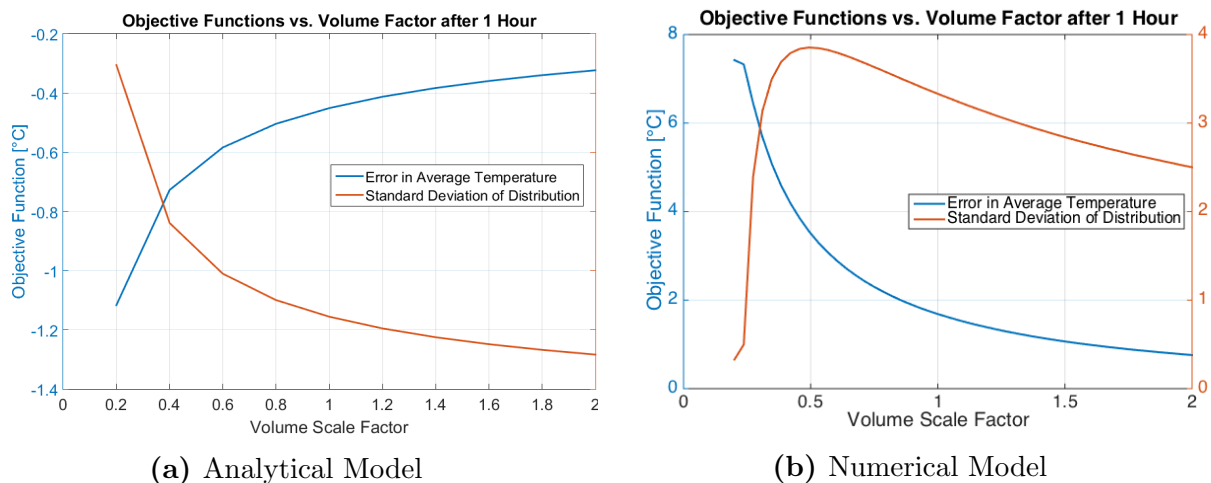 Objective Functions vs. Volume Factor after 1 Hour
-0.2
-0.4
-0.6
-0.8
-1
-1.2
-1.4
Objective Function [°C]
Error in Average Temperature
Standard Deviation of Distribution
0 0.2 0.4 0.6 0.8 1 1.2 1.4 1.6 1.8 2
Volume Scale Factor
(a) Analytical Model
Objective Functions vs. Volume Factor after 1 Hour
8
6
4
2
0
Objective Function [°C]
Error in Average Temperature
Standard Deviation of Distribution
4
3
2
1
0
0 0.5 1 1.5 2
Volume Scale Factor
(b) Numerical Model